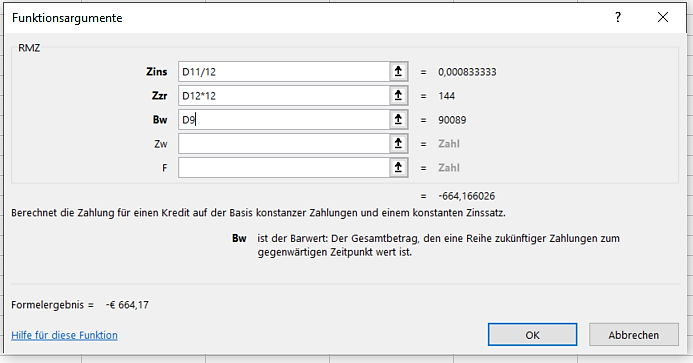 Funktionsargumente ? ×
RMZ
Zins D11/12 = 0,000833333
Zzr D12*12 = 144
Bw D9 = 90089
Zw = Zahl
F = Zahl
= -664,166026
Berechnet die Zahlung für einen Kredit auf der Basis konstanzer Zahlungen und einem konstanten Zinssatz.
Bw ist der Barwert: Der Gesamtbetrag, den eine Reihe zukünftiger Zahlungen zum
gegenwärtigen Zeitpunkt wert ist.
Formelergebnis = -€ 664,17
Hilfe für diese Funktion OK Abbrechen